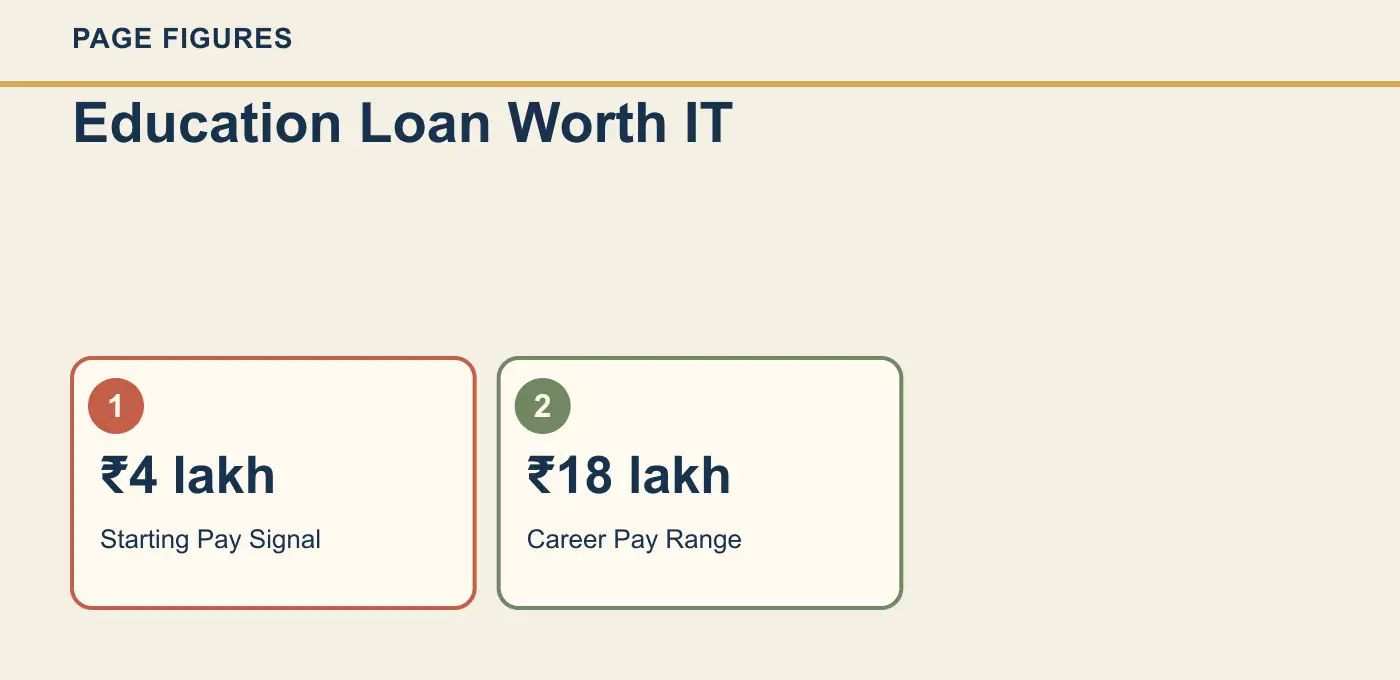 PAGE FIGURES
Education Loan Worth IT
1
₹4 lakh
Starting Pay Signal
2
₹18 lakh
Career Pay Range